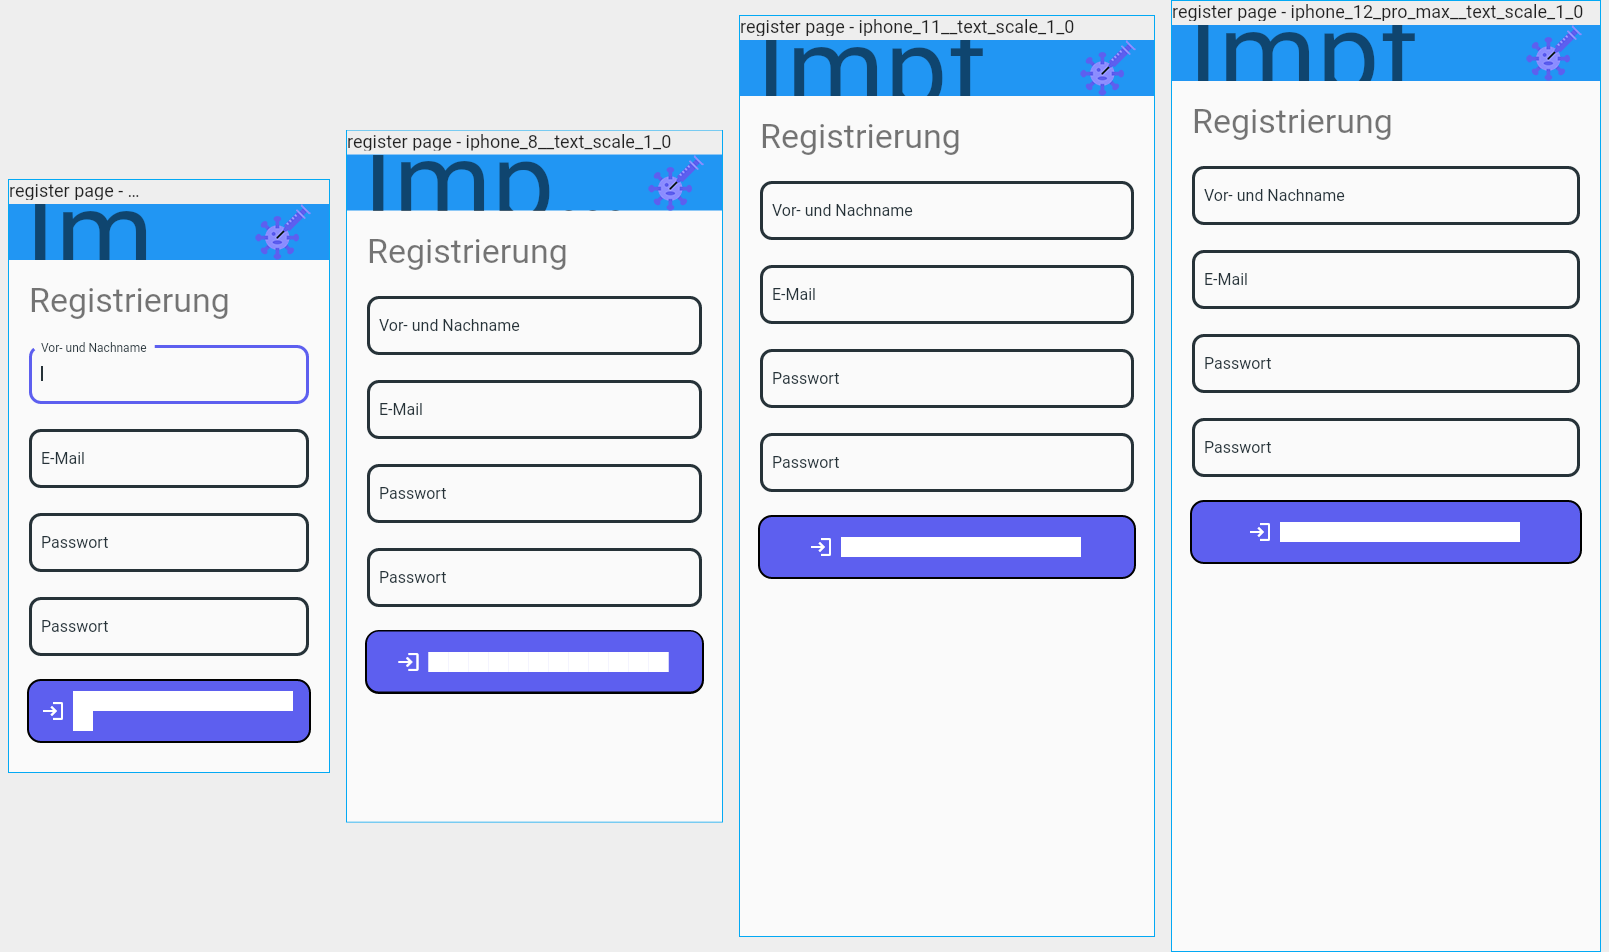 register page - ...
Im
Registrierung
Vor- und Nachname
E-Mail
Passwort
Passwort
register page - iphone_8__text_scale_1_0
Imp...
Registrierung
Vor- und Nachname
E-Mail
Passwort
Passwort
register page - iphone_11__text_scale_1_0
Impt
Registrierung
Vor- und Nachname
E-Mail
Passwort
Passwort
register page - iphone_12_pro_max__text_scale_1_0
Impt
Registrierung
Vor- und Nachname
E-Mail
Passwort
Passwort